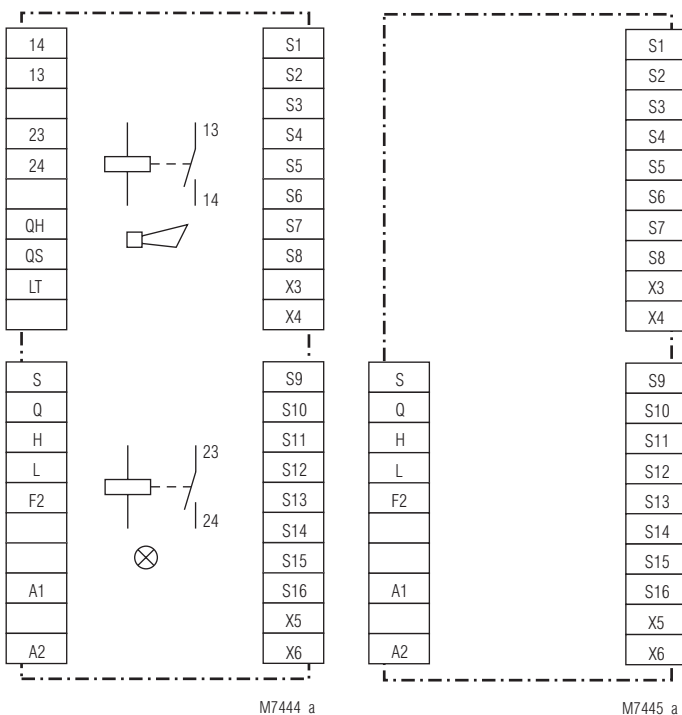 14
13
23
24
QH
QS
LT
S
Q
H
L
F2
A1
A2
13
14
23
24
S1
S2
S3
S4
S5
S6
S7
S8
X3
X4
S9
S10
S11
S12
S13
S14
S15
S16
X5
X6
M7444_a
S
Q
H
L
F2
A1
A2
S1
S2
S3
S4
S5
S6
S7
S8
X3
X4
S9
S10
S11
S12
S13
S14
S15
S16
X5
X6
M7445_a